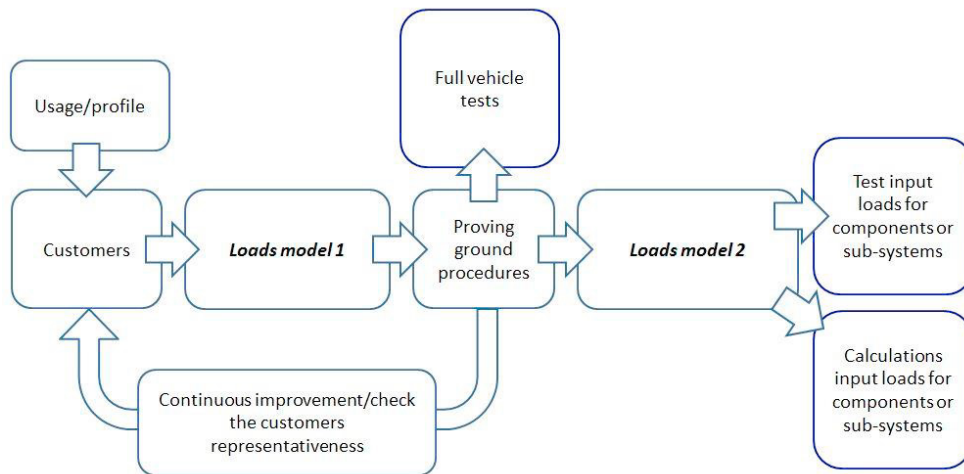 Full vehicle
tests
Usage/profile
Customers
Loads model 1
Proving
ground
procedures
Loads model 2
Test input
loads for
components or
sub-systems
Calculations
input loads for
components or
sub-systems
Continuous improvement/check
the customers
representativeness